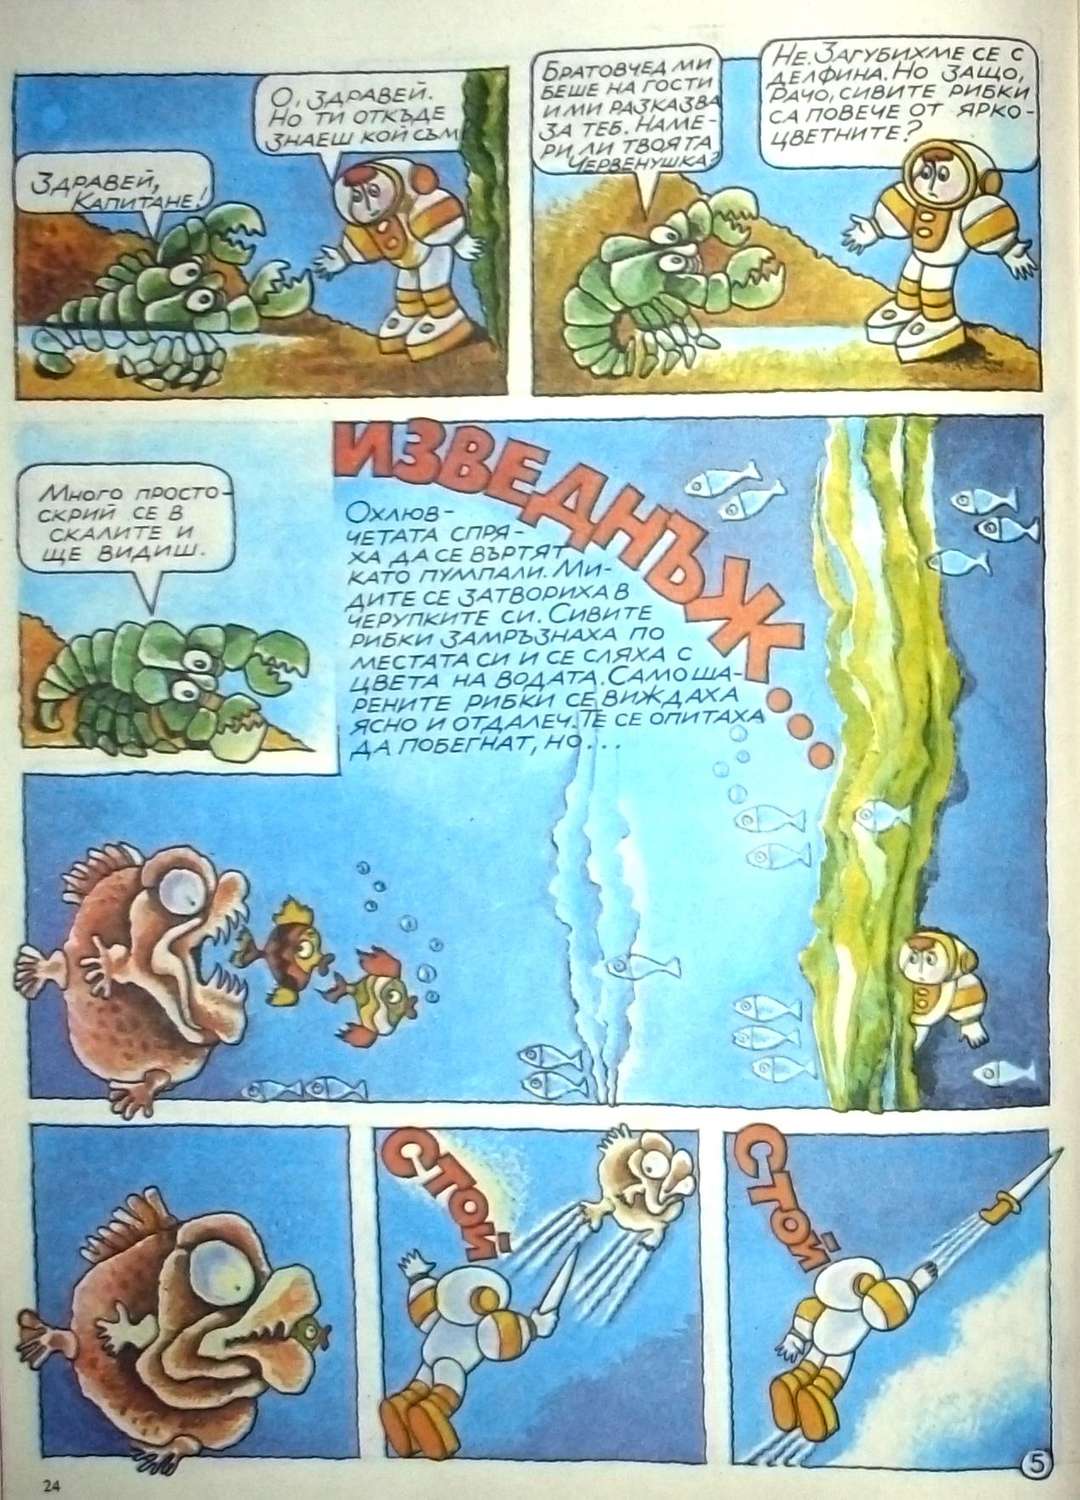 Здравей,
Капитане!
О, здравей.
Но ти откъде
знаеш кой съм
Братовчед ми
беше на гости
и ми разказва
за теб. Наме-
ри ли твоята
Червенушка?
Не. Загубихме се с
делфина. Но защо,
Рачо, сивите рибки
са повече от ярко-
цветните?
Много просто-
скрий се в
скалите и
ще видиш.
ИЗВЕДНЪЖ...
Охлюв-
четата спря-
ха да се въртят
като пумпали. Ми-
дите се затвориха в
черупките си. Сивите
рибки замръзнаха по
местата си и се сляха с
цвета на водата. Само ша-
рените рибки се виждаха
ясно и отдалеч. Те се опитаха
да побегнат, но...
СТОЙ
СТОЙ
5
24